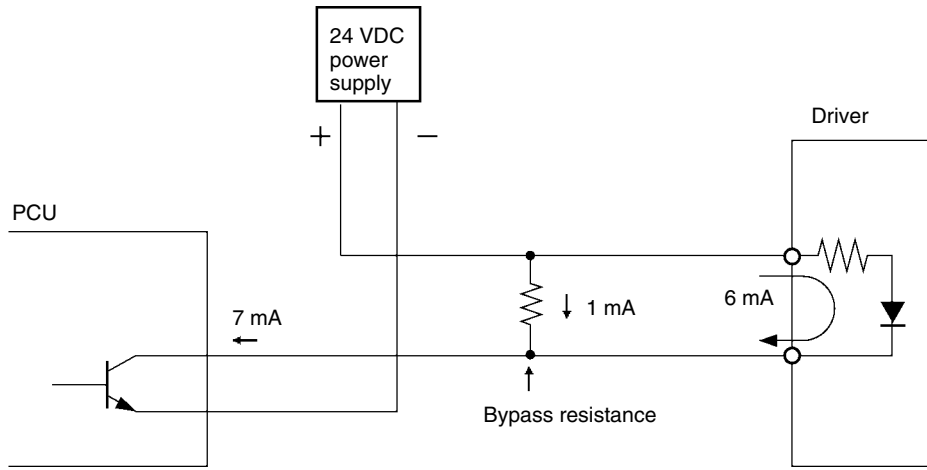 24 VDC
power
supply
+
−
Driver
PCU
7 mA
1 mA
6 mA
Bypass resistance